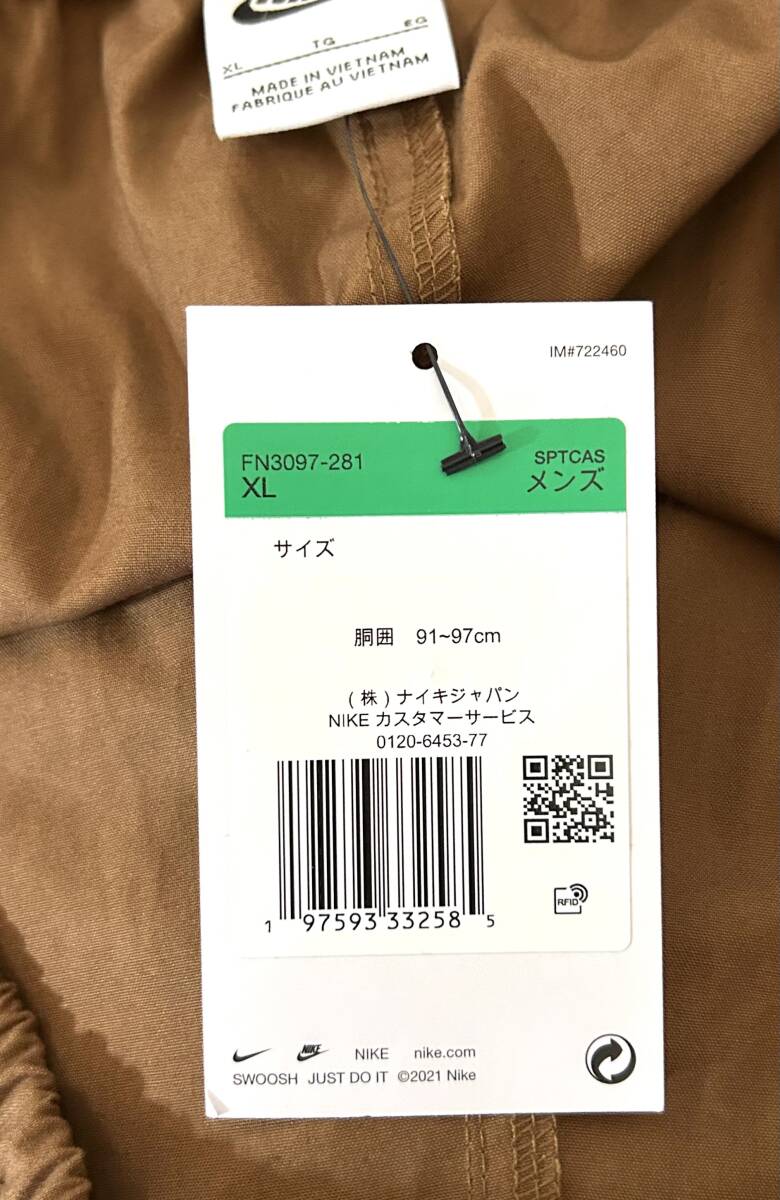 XL TG EG
MADE IN VIETNAM
FABRIQUE AU VIETNAM
IM#722460
FN3097-281
XL
SPTCAS
メンズ
サイズ
胴囲 91~97cm
(株)ナイキジャパン
NIKE カスタマーサービス
0120-6453-77
1 97593 33258 5
RFID
NIKE NIKE nike.com
SWOOSH JUST DO IT ©2021 Nike